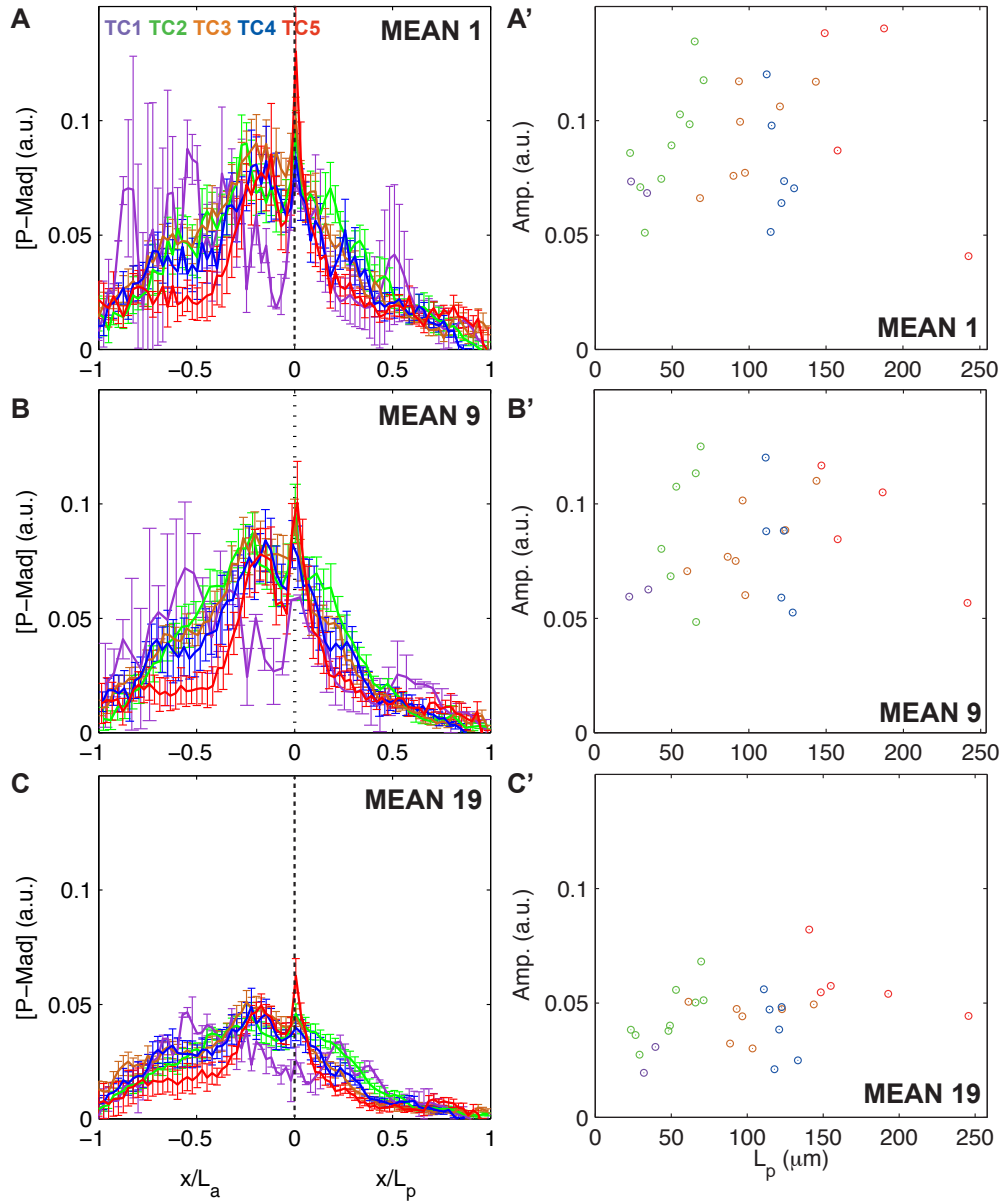 A
TC1 TC2 TC3 TC4 TC5
MEAN 1
[P−Mad] (a.u.)
0.1
0.05
0
−1 −0.5 0 0.5 1
A'
MEAN 1
Amp. (a.u.)
0.1
0.05
0
0 50 100 150 200 250
B
MEAN 9
[P−Mad] (a.u.)
0.1
0.05
0
−1 −0.5 0 0.5 1
B'
MEAN 9
Amp. (a.u.)
0.1
0.05
0
0 50 100 150 200 250
C
MEAN 19
[P−Mad] (a.u.)
0.1
0.05
0
−1 −0.5 0 0.5 1
x/L_a x/L_p
C'
MEAN 19
Amp. (a.u.)
0.1
0.05
0
0 50 100 150 200 250
L_p (μm)